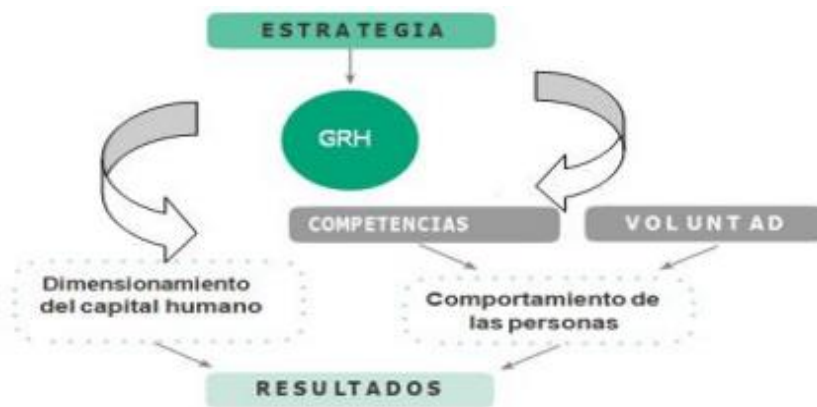 ESTRATEGIA
GRH
COMPETENCIAS
VOLUNTAD
Dimensionamiento
del capital humano
Comportamiento de
las personas
RESULTADOS